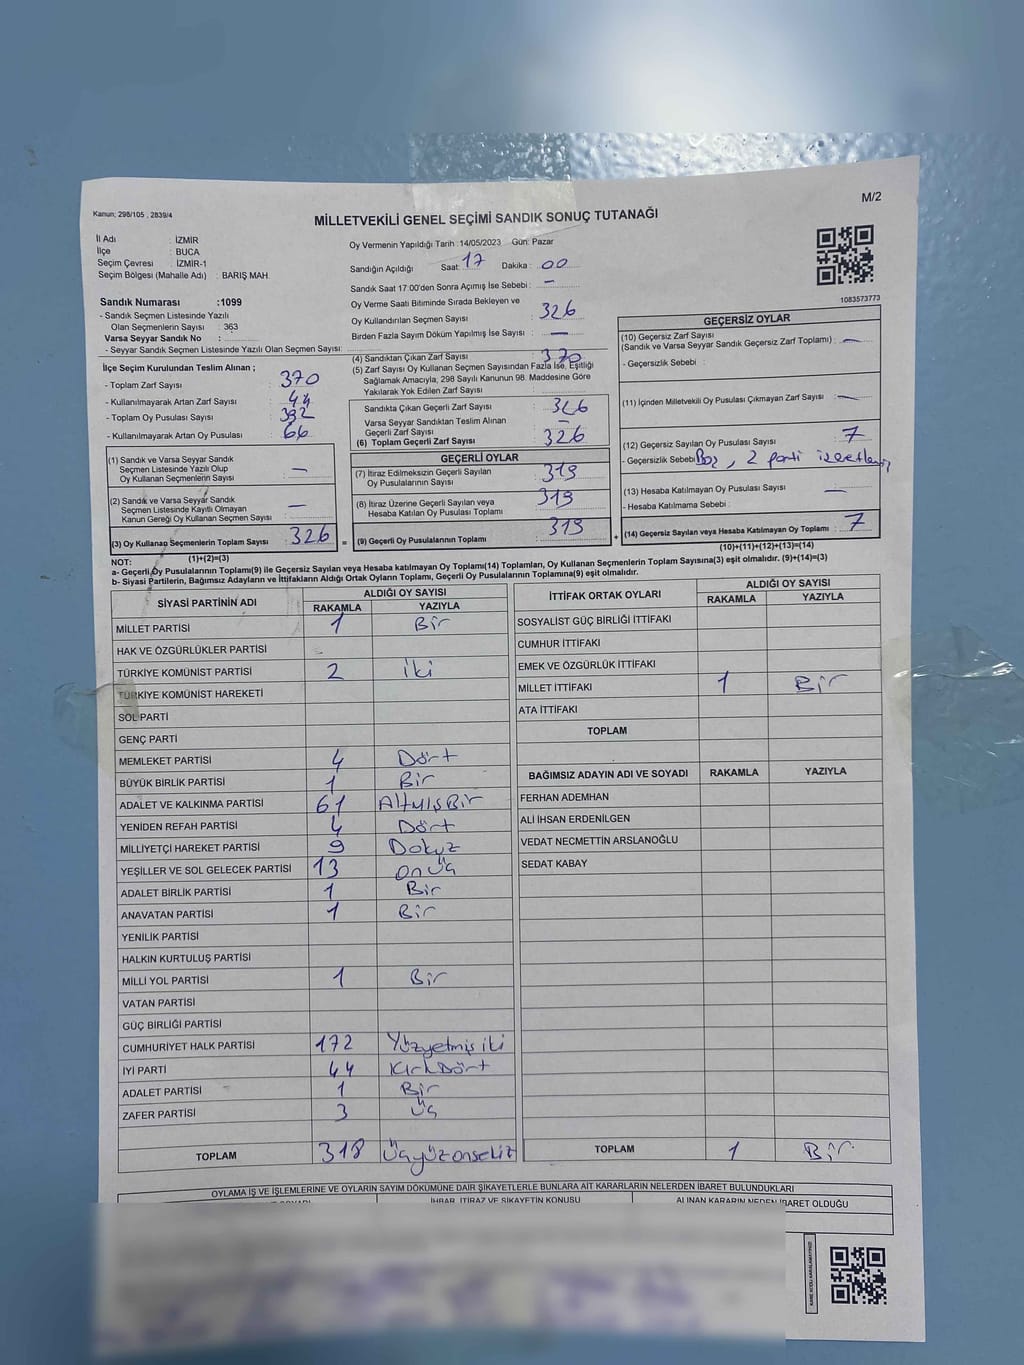 Kanun; 298/105 , 2839/4
M/2
MİLLETVEKİLİ GENEL SEÇİMİ SANDIK SONUÇ TUTANAĞI
İl Adı : İZMİR
İlçe : BUCA
Seçim Çevresi : İZMİR-1
Seçim Bölgesi (Mahalle Adı) : BARIŞ MAH
Sandık Numarası :1099
- Sandık Seçmen Listesinde Yazılı
Olan Seçmenlerin Sayısı : 363
Varsa Seyyar Sandık No :
- Seyyar Sandık Seçmen Listesinde Yazılı Olan Seçmen Sayısı:
İlçe Seçim Kurulundan Teslim Alınan ;
- Toplam Zarf Sayısı 370
- Kullanılmayarak Artan Zarf Sayısı 44
- Toplam Oy Pusulası Sayısı 392
- Kullanılmayarak Artan Oy Pusulası 66
(1) Sandık ve Varsa Seyyar Sandık
Seçmen Listesinde Yazılı Olup
Oy Kullanan Seçmenlerin Sayısı —
(2) Sandık ve Varsa Seyyar Sandık
Seçmen Listesinde Kayıtlı Olmayan
Kanun Gereği Oy Kullanan Seçmen Sayısı —
(3) Oy Kullanan Seçmenlerin Toplam Sayısı 326 =
(1)+(2)=(3)
Oy Vermenin Yapıldığı Tarih :14/05/2023 Gün: Pazar
Sandığın Açıldığı Saat: 17 Dakika : 00
Sandık Saat 17:00'den Sonra Açılmış İse Sebebi : —
Oy Verme Saati Bitiminde Sırada Bekleyen ve
Oy Kullandırılan Seçmen Sayısı 326
Birden Fazla Sayım Döküm Yapılmış İse Sayısı : —
(4) Sandıktan Çıkan Zarf Sayısı 370
(5) Zarf Sayısı Oy Kullanan Seçmen Sayısından Fazla İse, Eşitliği
Sağlamak Amacıyla, 298 Sayılı Kanunun 98. Maddesine Göre
Yakılarak Yok Edilen Zarf Sayısı
Sandıkta Çıkan Geçerli Zarf Sayısı 326
Varsa Seyyar Sandıktan Teslim Alınan
Geçerli Zarf Sayısı —
(6) Toplam Geçerli Zarf Sayısı 326
GEÇERLİ OYLAR
(7) İtiraz Edilmeksizin Geçerli Sayılan
Oy Pusulalarının Sayısı 319
(8) İtiraz Üzerine Geçerli Sayılan veya
Hesaba Katılan Oy Pusulası Toplamı 319
(9) Geçerli Oy Pusulalarının Toplamı 319 +
1083573773
GEÇERSİZ OYLAR
(10) Geçersiz Zarf Sayısı
(Sandık ve Varsa Seyyar Sandık Geçersiz Zarf Toplamı) : —
- Geçersizlik Sebebi :
(11) İçinden Milletvekili Oy Pusulası Çıkmayan Zarf Sayısı —
(12) Geçersiz Sayılan Oy Pusulası Sayısı 7
- Geçersizlik Sebebi Boş, 2 parti
(13) Hesaba Katılmayan Oy Pusulası Sayısı —
- Hesaba Katılmama Sebebi
(14) Geçersiz Sayılan veya Hesaba Katılmayan Oy Toplamı 7
(10)+(11)+(12)+(13)=(14)
NOT:
a- Geçerli Oy Pusulalarının Toplamı(9) ile Geçersiz Sayılan veya Hesaba katılmayan Oy Toplamı(14) Toplamları, Oy Kullanan Seçmenlerin Toplam Sayısına(3) eşit olmalıdır. (9)+(14)=(3)
b- Siyasi Partilerin, Bağımsız Adayların ve İttifakların Aldığı Ortak Oyların Toplamı, Geçerli Oy Pusulalarının Toplamına(9) eşit olmalıdır.
SİYASİ PARTİNİN ADI ALDIĞI OY SAYISI
RAKAMLA YAZIYLA
MİLLET PARTİSİ 1 Bir
HAK VE ÖZGÜRLÜKLER PARTİSİ
TÜRKİYE KOMÜNİST PARTİSİ 2 iki
TÜRKİYE KOMÜNİST HAREKETİ
SOL PARTİ
GENÇ PARTİ
MEMLEKET PARTİSİ 4 Dört
BÜYÜK BİRLİK PARTİSİ 1 Bir
ADALET VE KALKINMA PARTİSİ 61 Altmış Bir
YENİDEN REFAH PARTİSİ 4 Dört
MİLLİYETÇİ HAREKET PARTİSİ 9 Dokuz
YEŞİLLER VE SOL GELECEK PARTİSİ 13 on üç
ADALET BİRLİK PARTİSİ 1 Bir
ANAVATAN PARTİSİ 1 Bir
YENİLİK PARTİSİ
HALKIN KURTULUŞ PARTİSİ
MİLLİ YOL PARTİSİ 1 Bir
VATAN PARTİSİ
GÜÇ BİRLİĞİ PARTİSİ
CUMHURİYET HALK PARTİSİ 172 Yüzyetmiş iki
İYİ PARTİ 44 Kırk Dört
ADALET PARTİSİ 1 Bir
ZAFER PARTİSİ 3 Üç
TOPLAM 318 Üçyüzonsekiz
İTTİFAK ORTAK OYLARI ALDIĞI OY SAYISI
RAKAMLA YAZIYLA
SOSYALİST GÜÇ BİRLİĞİ İTTİFAKI
CUMHUR İTTİFAKI
EMEK VE ÖZGÜRLÜK İTTİFAKI
MİLLET İTTİFAKI 1 Bir
ATA İTTİFAKI
TOPLAM
BAĞIMSIZ ADAYIN ADI VE SOYADI RAKAMLA YAZIYLA
FERHAN ADEMHAN
ALİ İHSAN ERDENİLGEN
VEDAT NECMETTİN ARSLANOĞLU
SEDAT KABAY
TOPLAM 1 Bir
OYLAMA İŞ VE İŞLEMLERİNE VE OYLARIN SAYIM DÖKÜMÜNE DAİR ŞİKAYETLERLE BUNLARA AİT KARARLARIN NELERDEN İBARET BULUNDUKLARI
İHBAR, İTİRAZ VE ŞİKAYETİN KONUSU ALINAN KARARIN NEDEN İBARET OLDUĞU